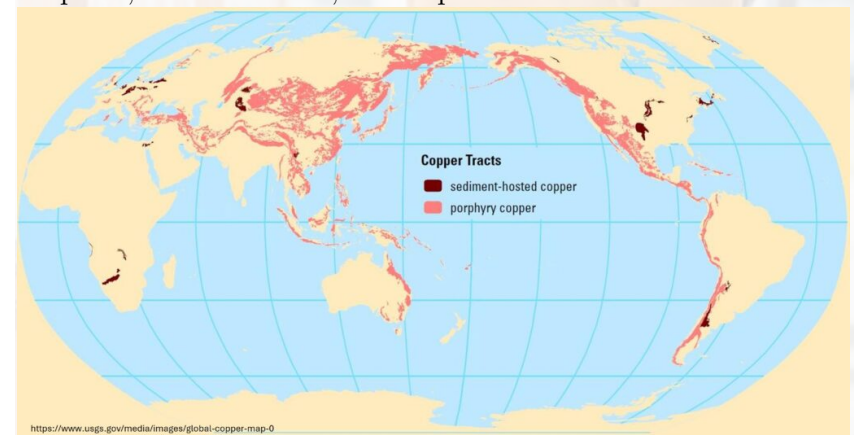 Copper Tracts
sediment-hosted copper
porphyry copper
https://www.usgs.gov/media/images/global-copper-map-0